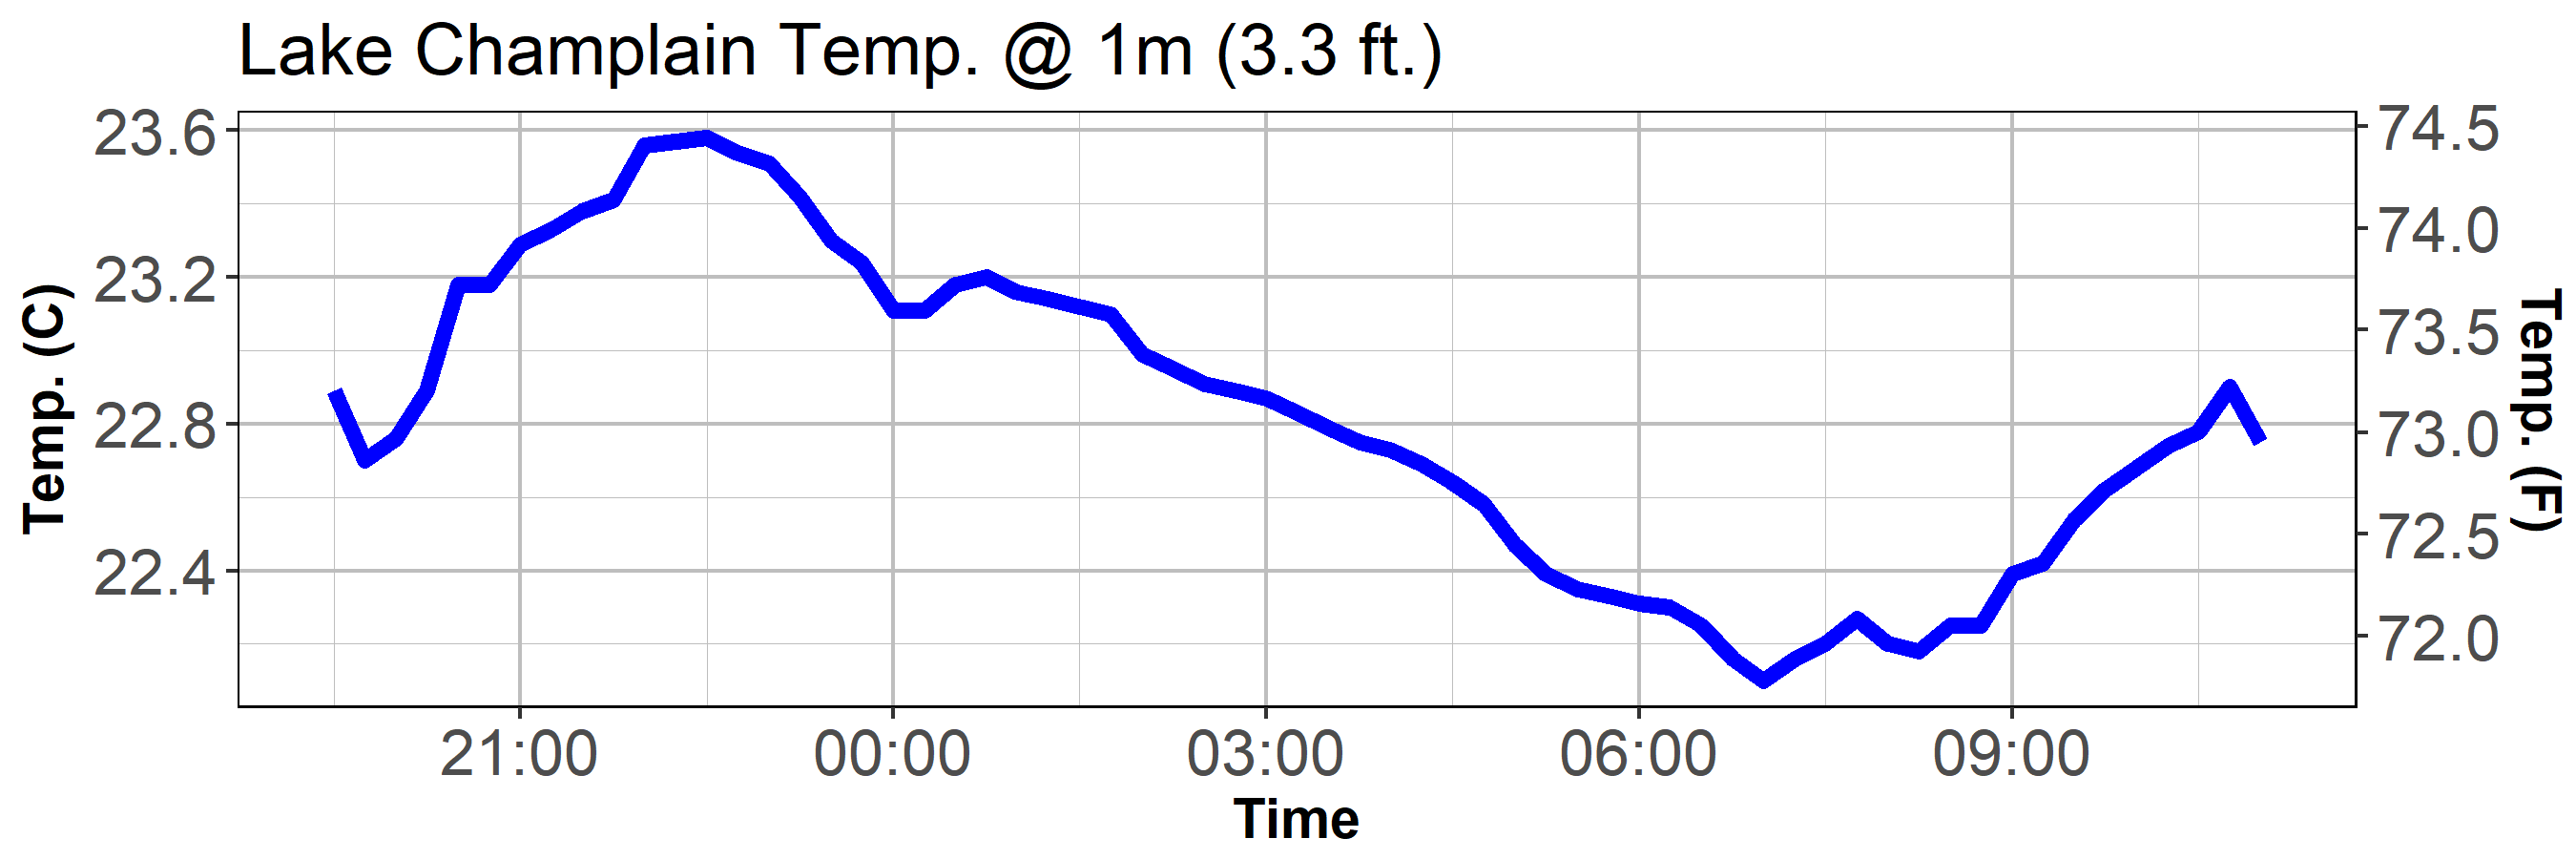 Lake Champlain Temp. @ 1m (3.3 ft.)
Temp. (C)
23.6
23.2
22.8
22.4
74.5
74.0
73.5
73.0
72.5
72.0
Temp. (F)
21:00 00:00 03:00 06:00 09:00
Time